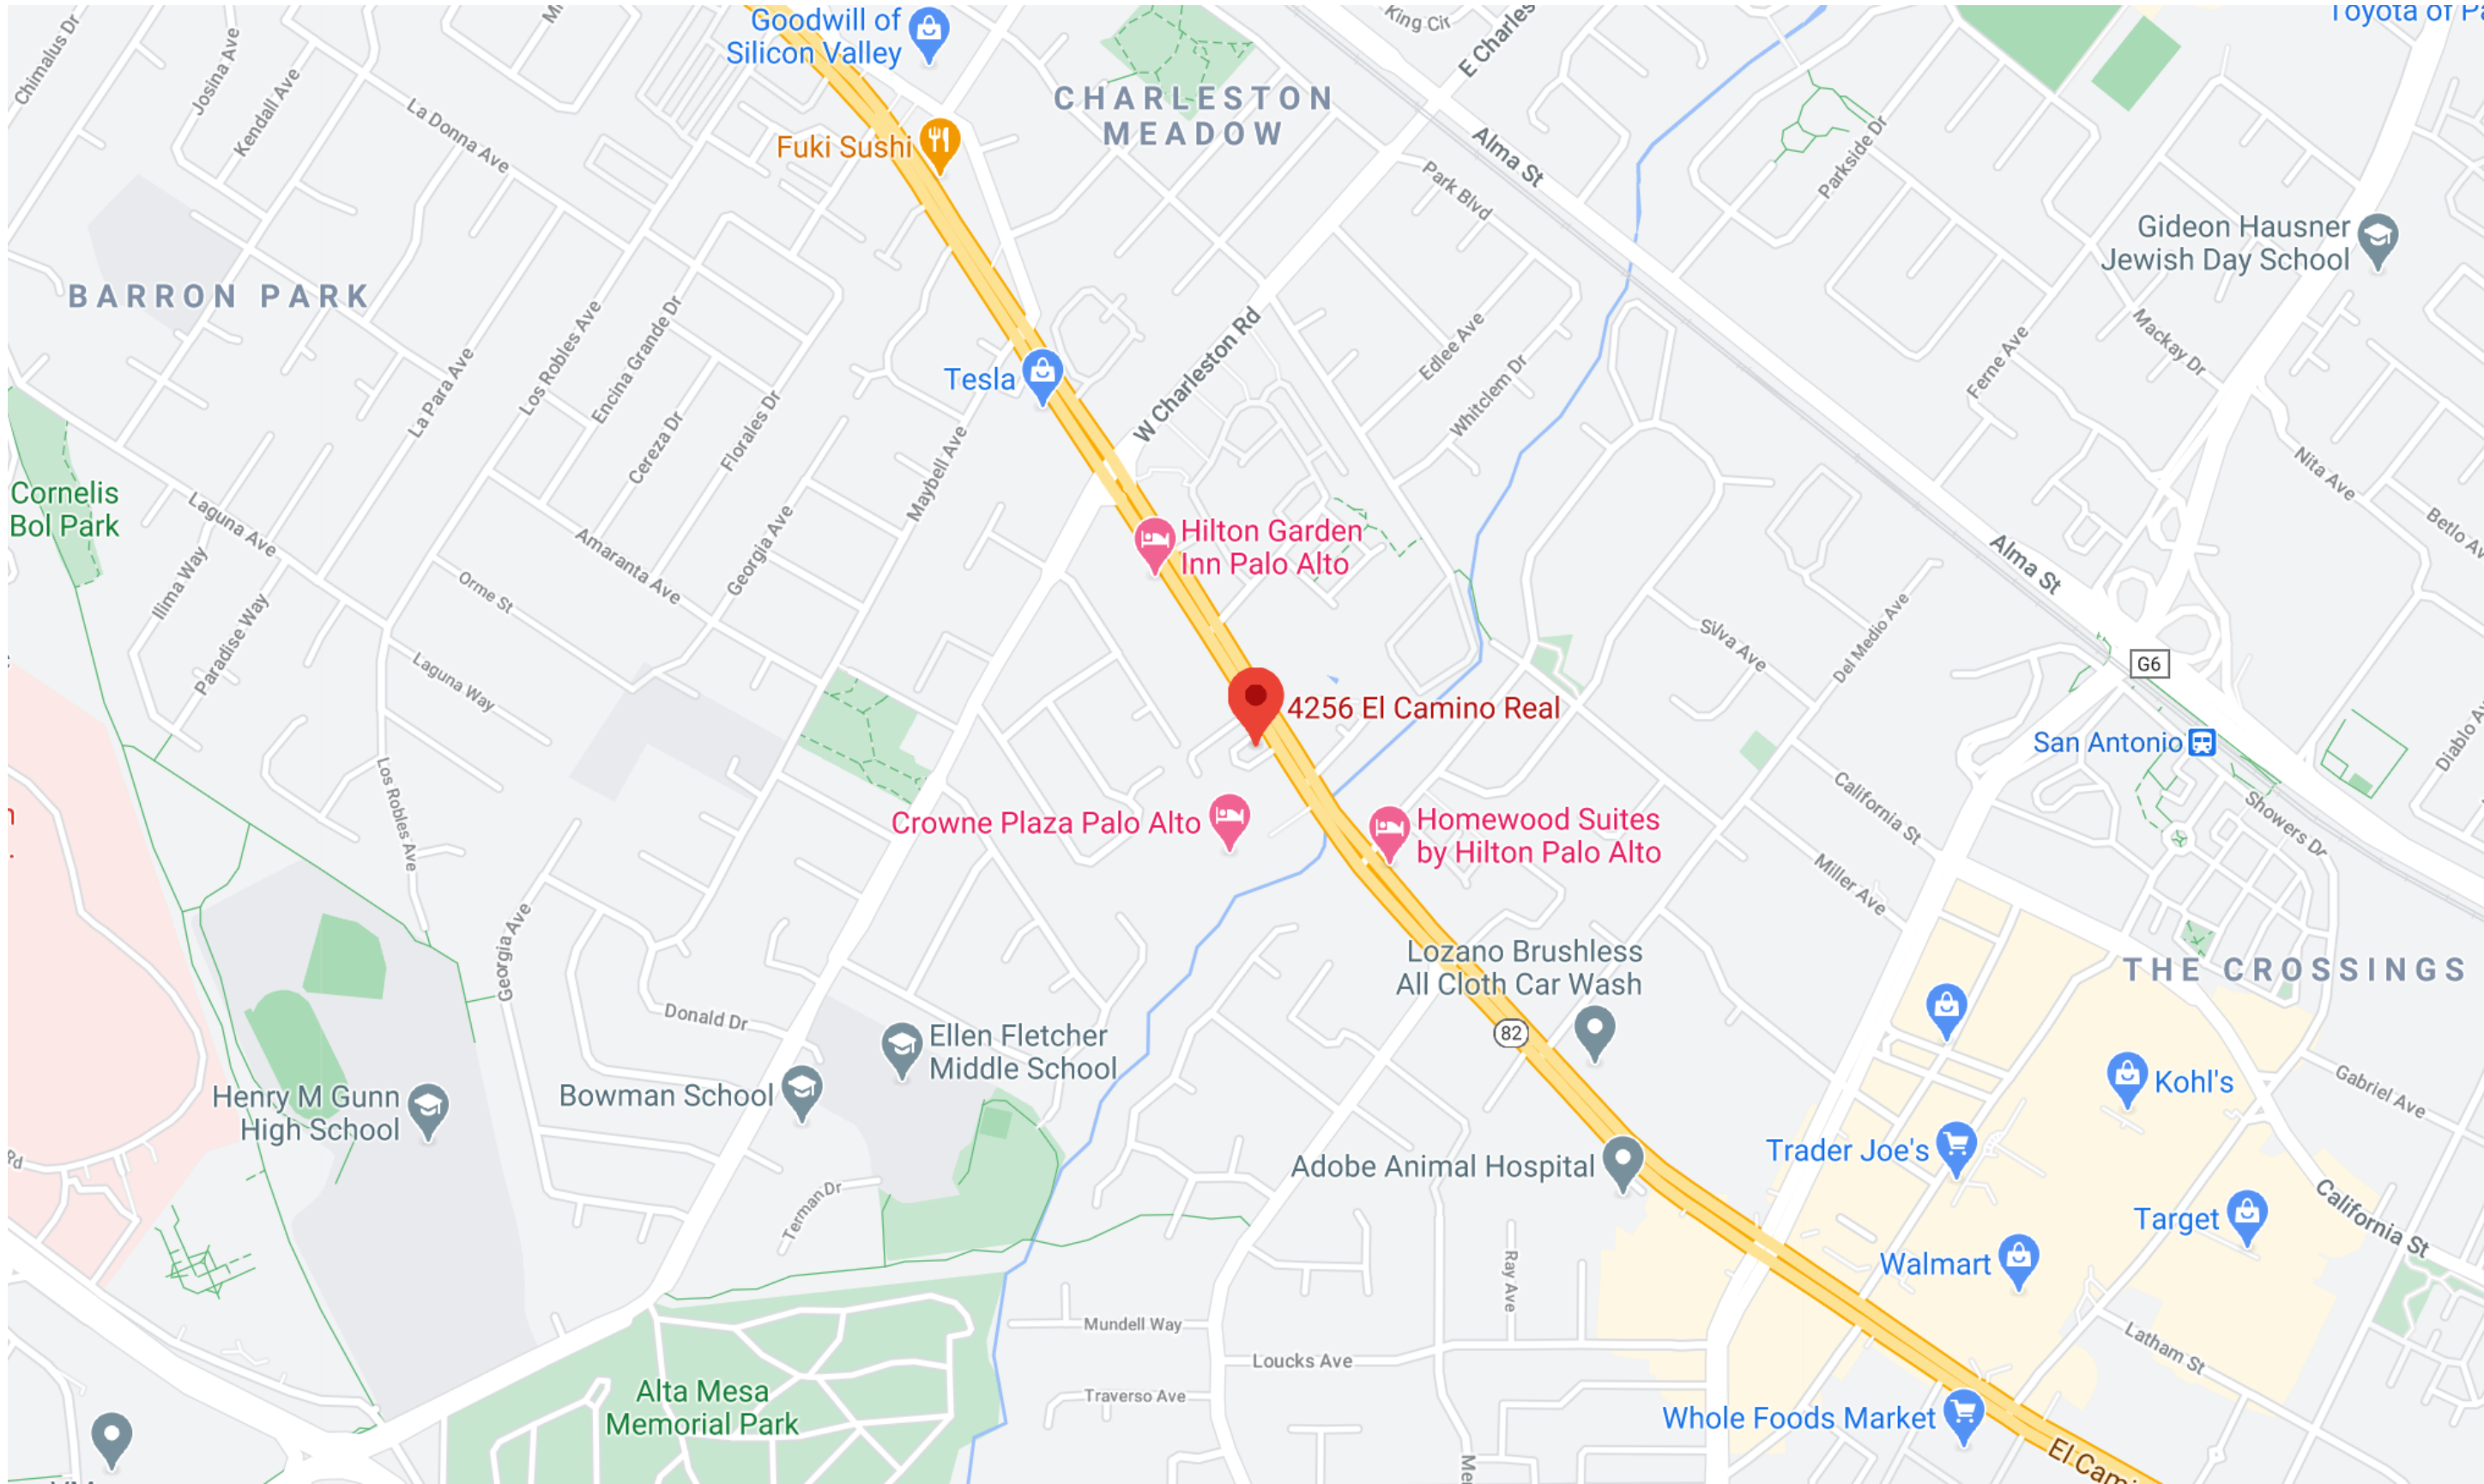 Goodwill of
Silicon Valley
King Cir
E Charles
Toyota of Pa
Chimalus Dr
Josina Ave
Kendall Ave
La Donna Ave
CHARLESTON
MEADOW
Fuki Sushi
Alma St
Park Blvd
Parkside Dr
Gideon Hausner
Jewish Day School
BARRON PARK
Los Robles Ave
Encina Grande Dr
La Para Ave
Cereza Dr
Florales Dr
Maybell Ave
Tesla
W Charleston Rd
Edlee Ave
Whitclem Dr
Ferne Ave
Mackay Dr
Nita Ave
Betlo Av
Cornelis
Bol Park
Laguna Ave
Ilima Way
Paradise Way
Orme St
Amaranta Ave
Georgia Ave
Laguna Way
Hilton Garden
Inn Palo Alto
Alma St
Silva Ave
Del Medio Ave
G6
4256 El Camino Real
San Antonio
Diablo Av
Los Robles Ave
Crowne Plaza Palo Alto
Homewood Suites
by Hilton Palo Alto
California St
Miller Ave
Showers Dr
Georgia Ave
Lozano Brushless
All Cloth Car Wash
THE CROSSINGS
82
Donald Dr
Ellen Fletcher
Middle School
Bowman School
Henry M Gunn
High School
Kohl's
Gabriel Ave
Trader Joe's
Adobe Animal Hospital
Rd
Terman Dr
Target
California St
Walmart
Ray Ave
Mundell Way
Loucks Ave
Latham St
Alta Mesa
Memorial Park
Traverso Ave
Whole Foods Market
El Cami